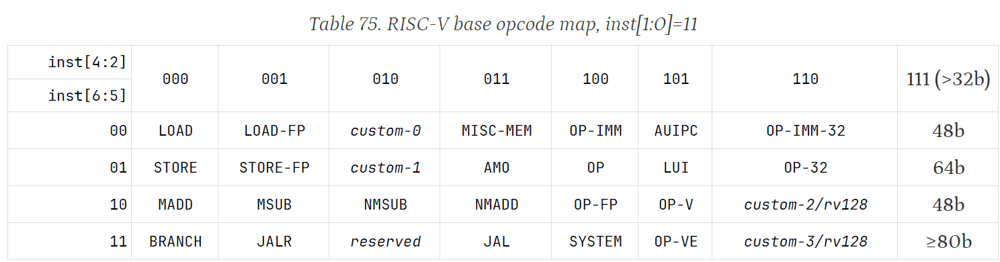 Table 75. RISC-V base opcode map, inst[1:0]=11
inst[4:2] 000 001 010 011 100 101 110 111 (>32b)
inst[6:5]
00 LOAD LOAD-FP custom-0 MISC-MEM OP-IMM AUIPC OP-IMM-32 48b
01 STORE STORE-FP custom-1 AMO OP LUI OP-32 64b
10 MADD MSUB NMSUB NMADD OP-FP OP-V custom-2/rv128 48b
11 BRANCH JALR reserved JAL SYSTEM OP-VE custom-3/rv128 ≥80b